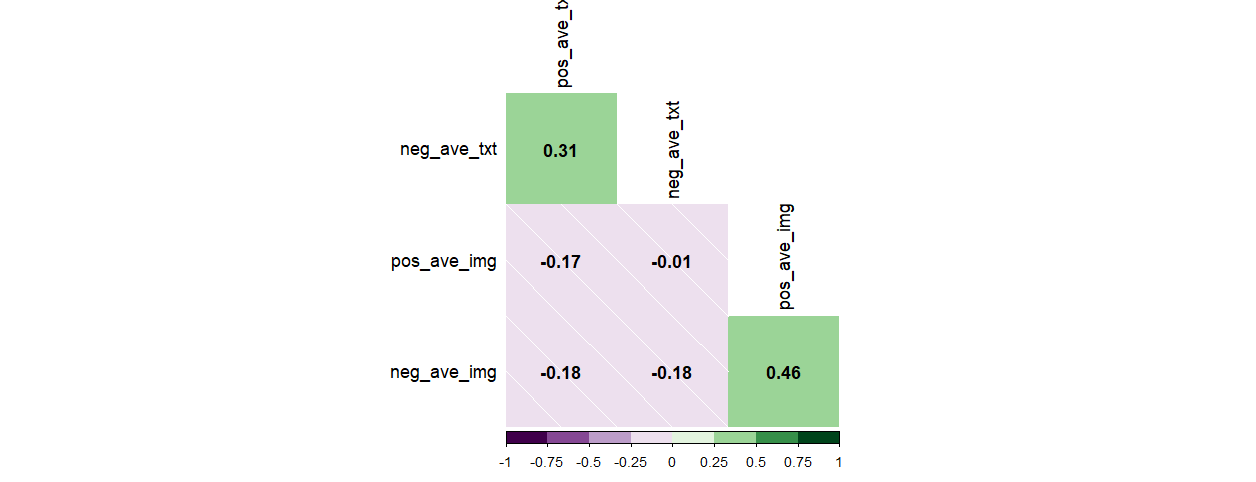 pos_ave_tx
neg_ave_txt
pos_ave_img
neg_ave_txt 0.31
pos_ave_img -0.17 -0.01
neg_ave_img -0.18 -0.18 0.46
-1 -0.75 -0.5 -0.25 0 0.25 0.5 0.75 1